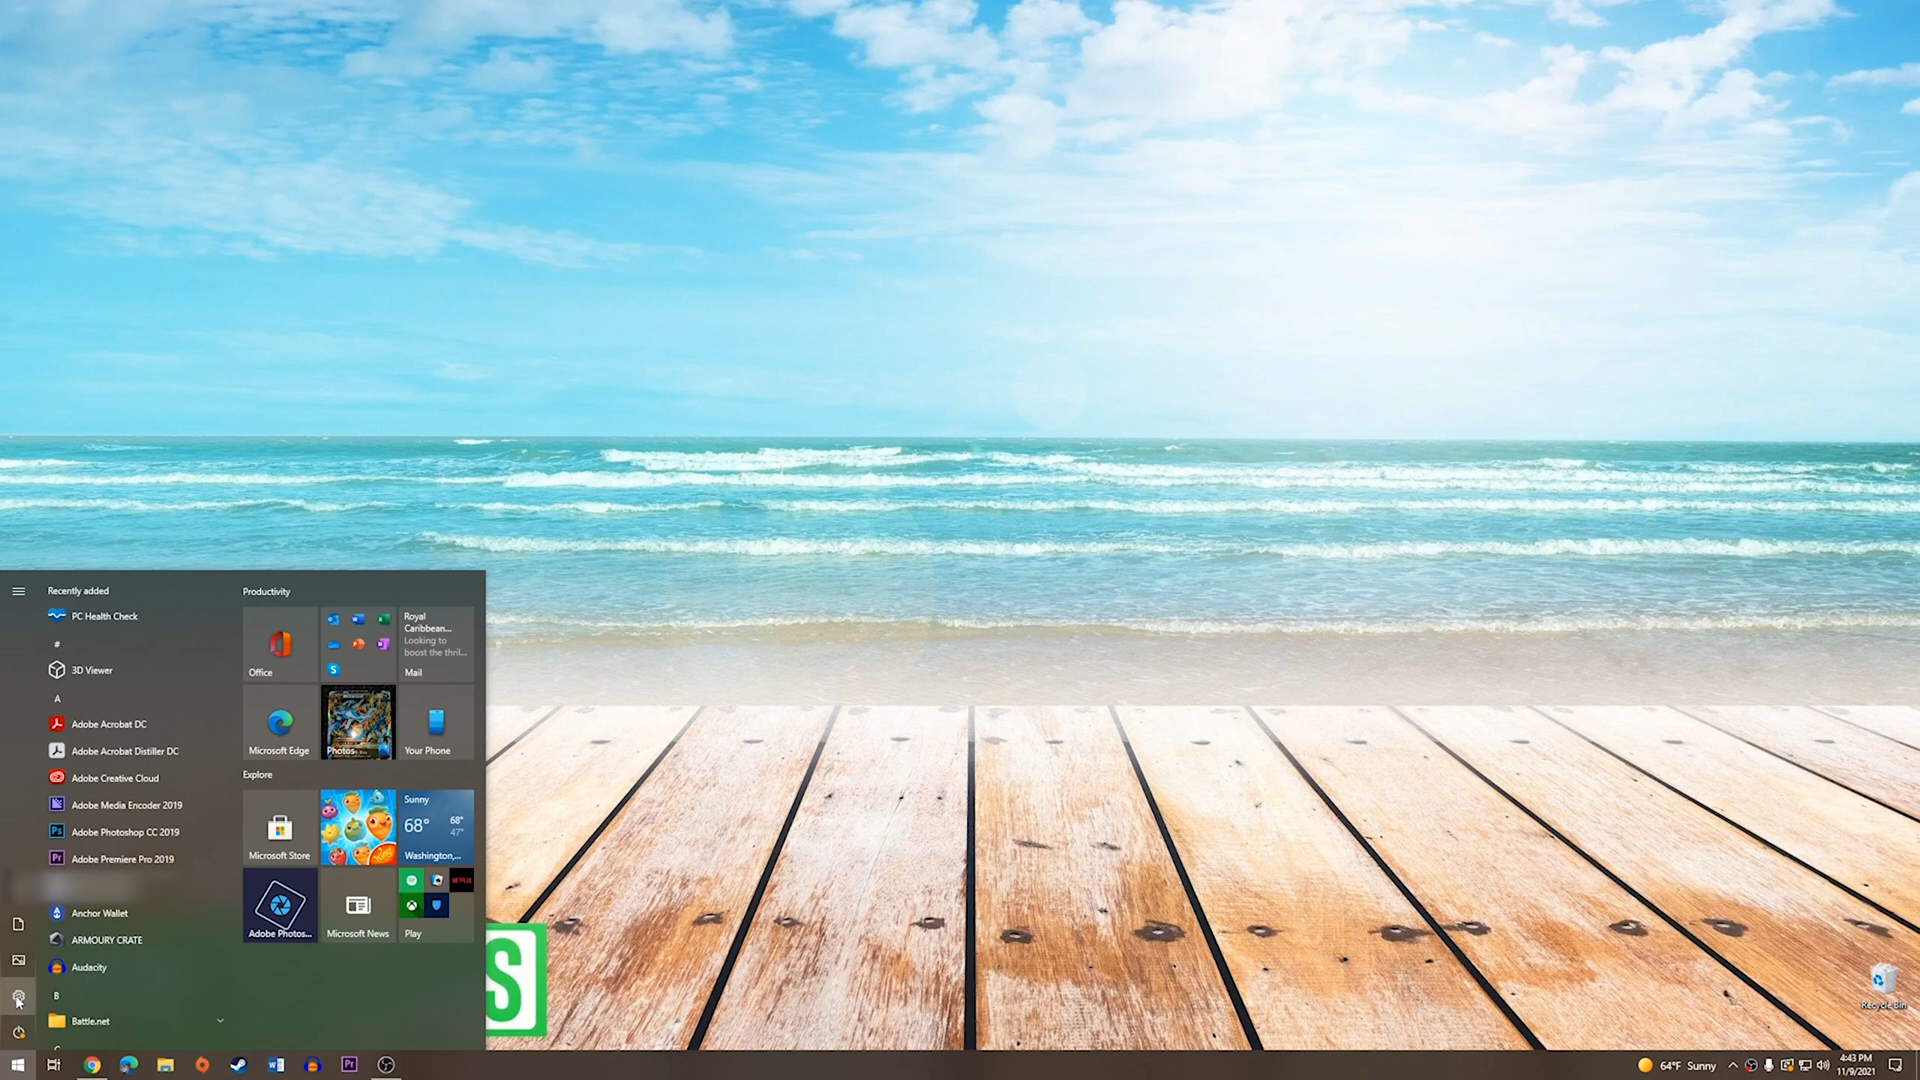 Recently added
PC Health Check
#
3D Viewer
A
Adobe Acrobat DC
Adobe Acrobat Distiller DC
Adobe Creative Cloud
Adobe Media Encoder 2019
Adobe Photoshop CC 2019
Adobe Premiere Pro 2019
Anchor Wallet
ARMOURY CRATE
Audacity
B
Battle.net
Productivity
Office
Royal
Caribbean...
Looking to
boost the thril...
Mail
Microsoft Edge
Photos
Your Phone
Explore
Microsoft Store
Sunny
68° 68°
47°
Washington,...
Adobe Photos...
Microsoft News
NETFLIX
Play
S
Recycle Bin
64°F Sunny
4:43 PM
11/9/2021